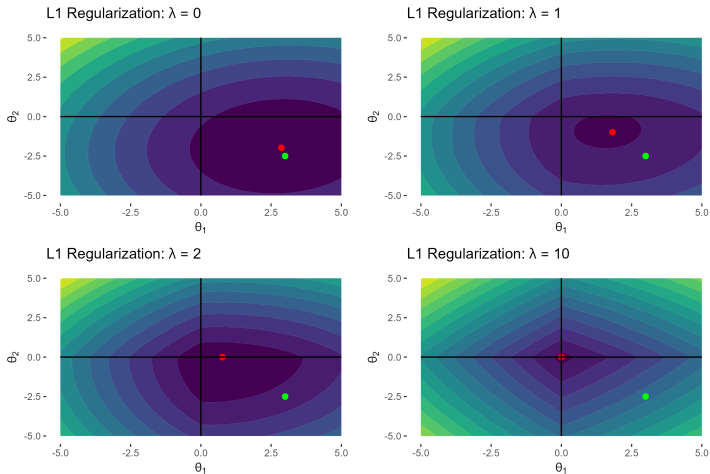 L1 Regularization: λ = 0
5.0
2.5
0.0
-2.5
-5.0
θ2
-5.0 -2.5 0.0 2.5 5.0
θ1
L1 Regularization: λ = 1
5.0
2.5
0.0
-2.5
-5.0
θ2
-5.0 -2.5 0.0 2.5 5.0
θ1
L1 Regularization: λ = 2
5.0
2.5
0.0
-2.5
-5.0
θ2
-5.0 -2.5 0.0 2.5 5.0
θ1
L1 Regularization: λ = 10
5.0
2.5
0.0
-2.5
-5.0
θ2
-5.0 -2.5 0.0 2.5 5.0
θ1